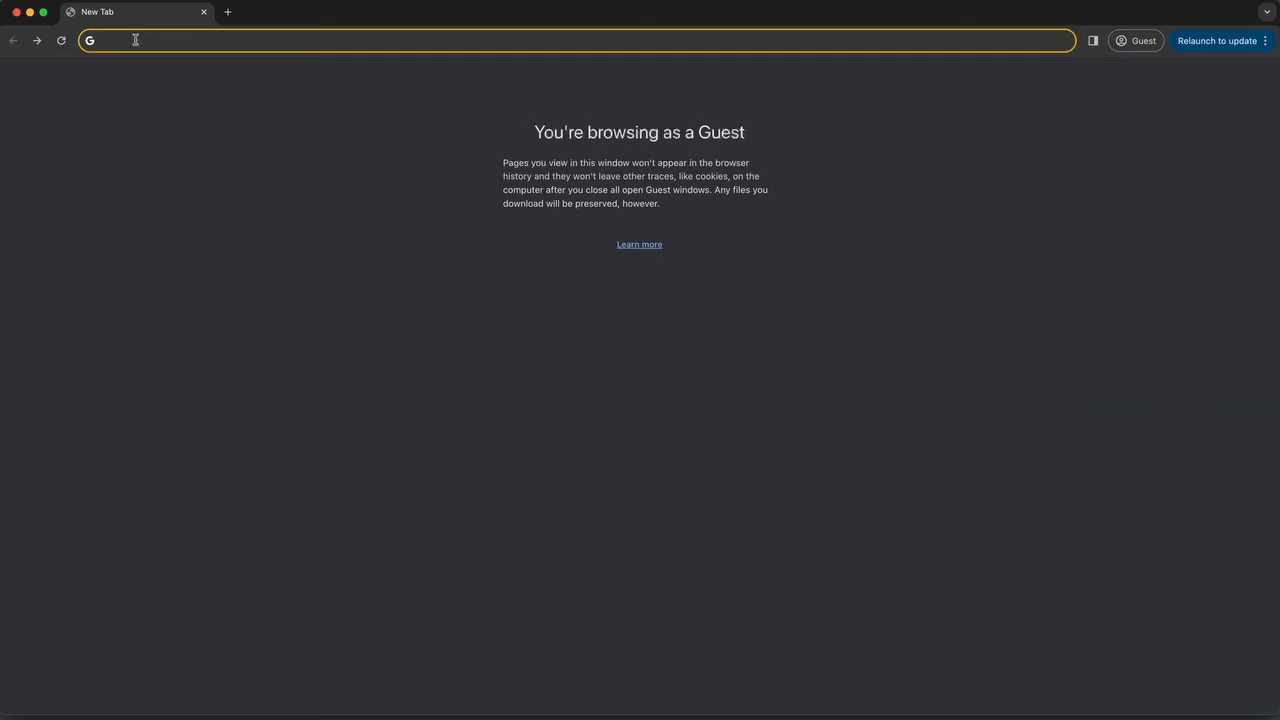 New Tab
Guest
Relaunch to update
You're browsing as a Guest
Pages you view in this window won't appear in the browser
history and they won't leave other traces, like cookies, on the
computer after you close all open Guest windows. Any files you
download will be preserved, however.
Learn more